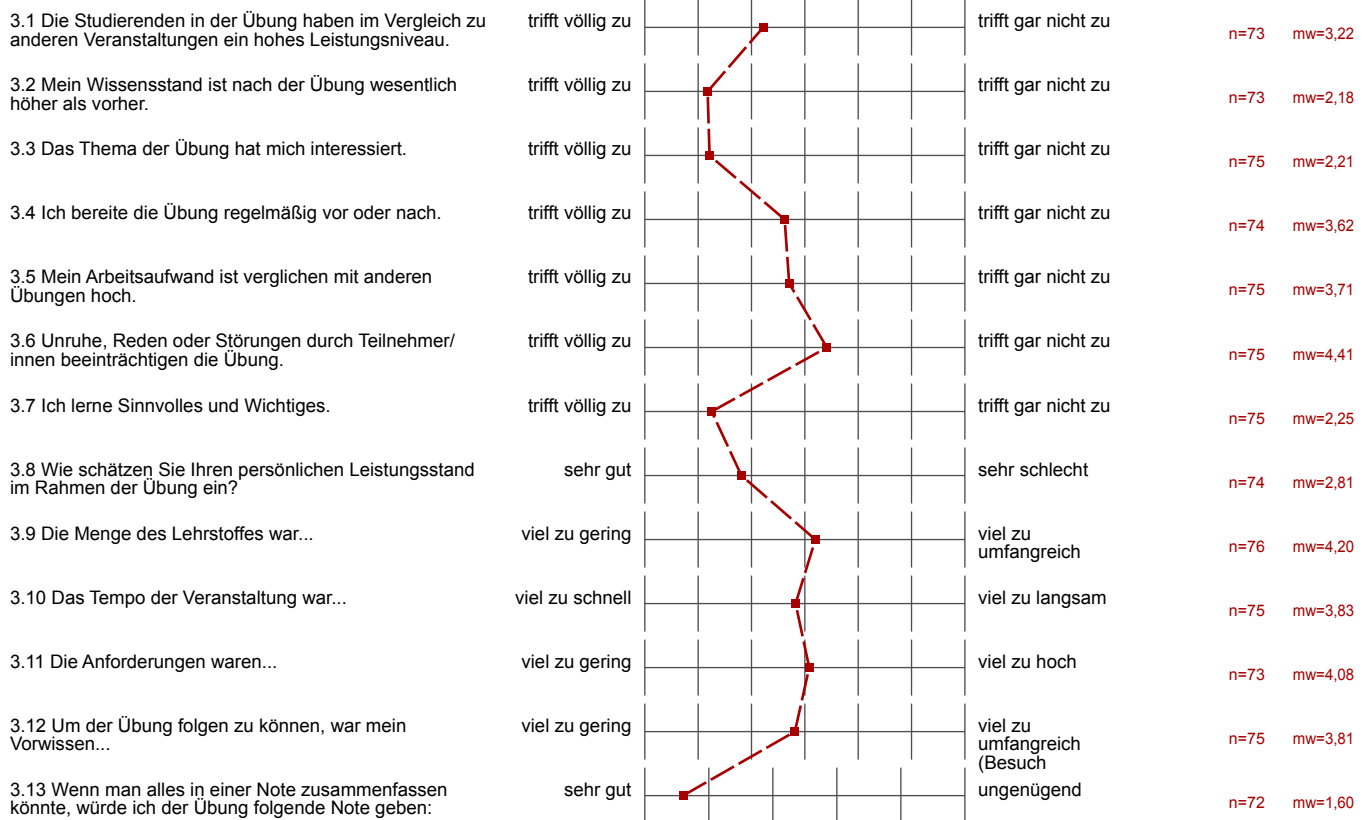 3.1 Die Studierenden in der Übung haben im Vergleich zu
anderen Veranstaltungen ein hohes Leistungsniveau.
trifft völlig zu
trifft gar nicht zu
n=73 mw=3,22
3.2 Mein Wissensstand ist nach der Übung wesentlich
höher als vorher.
trifft völlig zu
trifft gar nicht zu
n=73 mw=2,18
3.3 Das Thema der Übung hat mich interessiert.
trifft völlig zu
trifft gar nicht zu
n=75 mw=2,21
3.4 Ich bereite die Übung regelmäßig vor oder nach.
trifft völlig zu
trifft gar nicht zu
n=74 mw=3,62
3.5 Mein Arbeitsaufwand ist verglichen mit anderen
Übungen hoch.
trifft völlig zu
trifft gar nicht zu
n=75 mw=3,71
3.6 Unruhe, Reden oder Störungen durch Teilnehmer/
innen beeinträchtigen die Übung.
trifft völlig zu
trifft gar nicht zu
n=75 mw=4,41
3.7 Ich lerne Sinnvolles und Wichtiges.
trifft völlig zu
trifft gar nicht zu
n=75 mw=2,25
3.8 Wie schätzen Sie Ihren persönlichen Leistungsstand
im Rahmen der Übung ein?
sehr gut
sehr schlecht
n=74 mw=2,81
3.9 Die Menge des Lehrstoffes war...
viel zu gering
viel zu
umfangreich
n=76 mw=4,20
3.10 Das Tempo der Veranstaltung war...
viel zu schnell
viel zu langsam
n=75 mw=3,83
3.11 Die Anforderungen waren...
viel zu gering
viel zu hoch
n=73 mw=4,08
3.12 Um der Übung folgen zu können, war mein
Vorwissen...
viel zu gering
viel zu
umfangreich
(Besuch
n=75 mw=3,81
3.13 Wenn man alles in einer Note zusammenfassen
könnte, würde ich der Übung folgende Note geben:
sehr gut
ungenügend
n=72 mw=1,60